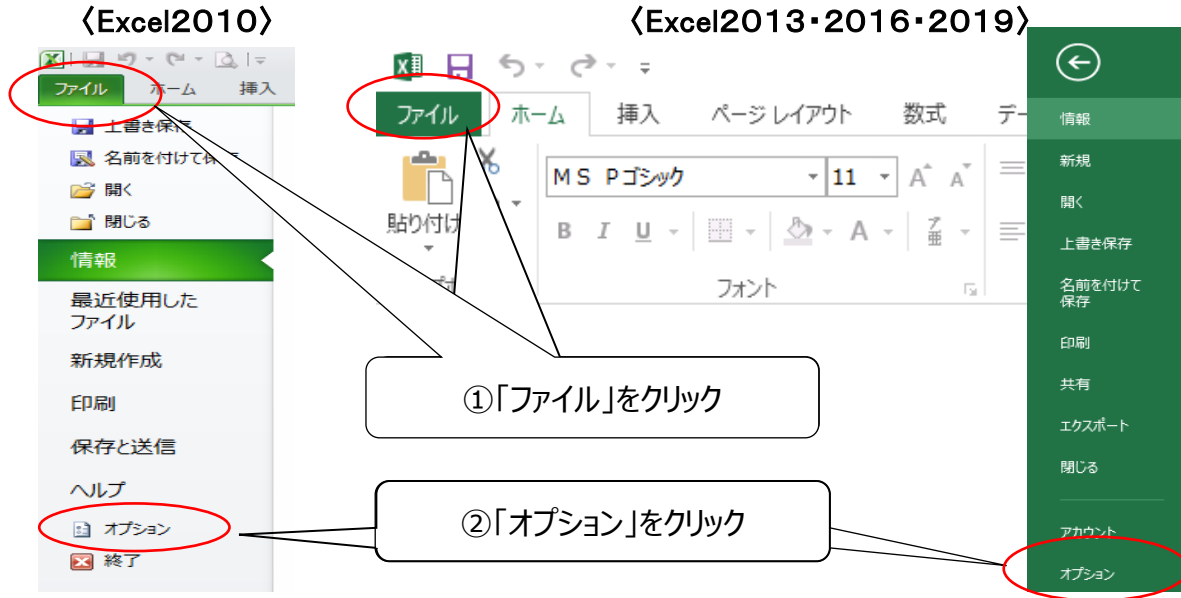 〈Excel2010〉
ファイル
ホーム
挿入
上書き保存
名前を付けて保存
開く
閉じる
情報
最近使用した
ファイル
新規作成
印刷
保存と送信
ヘルプ
オプション
終了
〈Excel2013・2016・2019〉
ファイル
ホーム
挿入
ページ レイアウト
数式
デー
貼り付け
ＭＳ Ｐゴシック
11
A A
B I U
A
ア
亜
フォント
①「ファイル」をクリック
②「オプション」をクリック
情報
新規
開く
上書き保存
名前を付けて
保存
印刷
共有
エクスポート
閉じる
アカウント
オプション